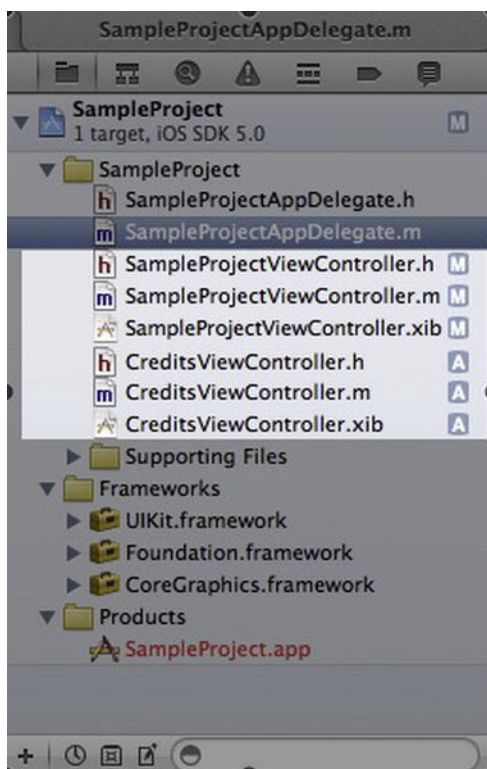 SampleProjectAppDelegate.m
SampleProject M
1 target, iOS SDK 5.0
SampleProject
h SampleProjectAppDelegate.h
m SampleProjectAppDelegate.m
h SampleProjectViewController.h M
m SampleProjectViewController.m M
SampleProjectViewController.xib M
h CreditsViewController.h A
m CreditsViewController.m A
CreditsViewController.xib A
Supporting Files
Frameworks
UIKit.framework
Foundation.framework
CoreGraphics.framework
Products
SampleProject.app